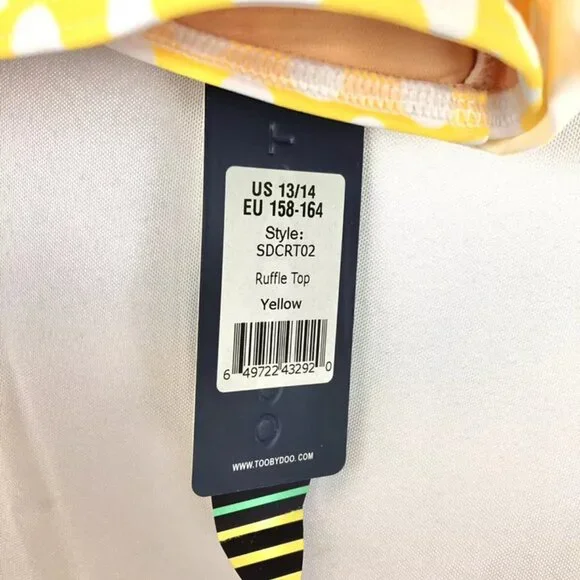 US 13/14
EU 158-164
Style:
SDCRT02
Ruffle Top
Yellow
6 49722 43292 0
WWW.TOOBYDOO.COM